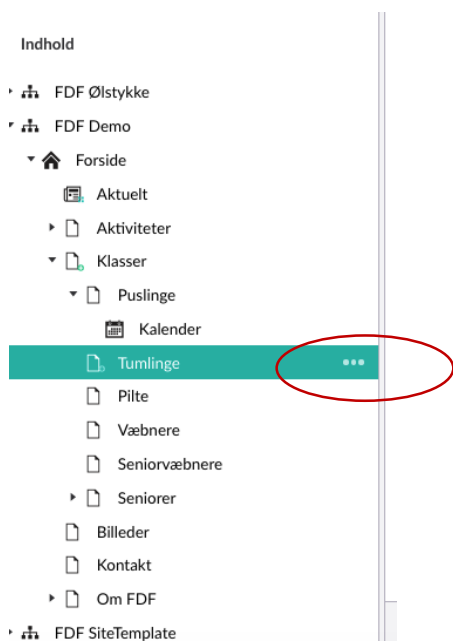 Indhold
FDF Ølstykke
FDF Demo
Forside
Aktuelt
Aktiviteter
Klasser
Puslinge
Kalender
Tumlinge
Pilte
Væbnere
Seniorvæbnere
Seniorer
Billeder
Kontakt
Om FDF
FDF SiteTemplate